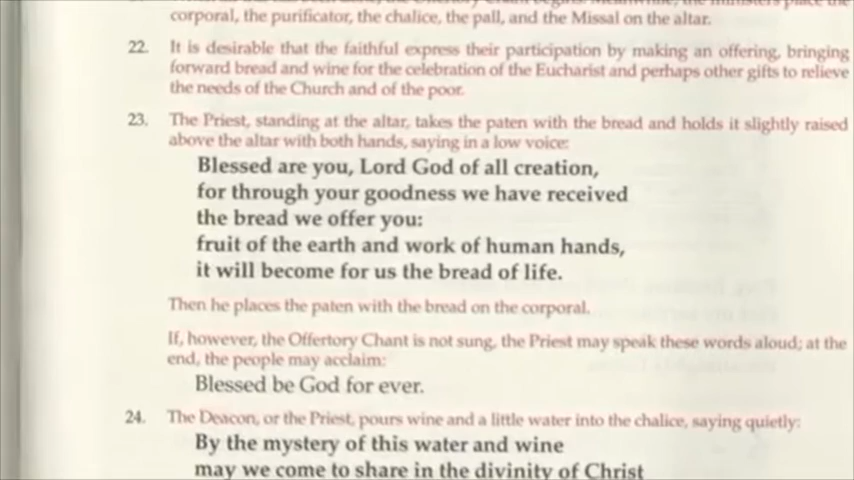 corporal, the purificator, the chalice, the pall, and the Missal on the altar.
22. It is desirable that the faithful express their participation by making an offering, bringing
forward bread and wine for the celebration of the Eucharist and perhaps other gifts to relieve
the needs of the Church and of the poor.
23. The Priest, standing at the altar, takes the paten with the bread and holds it slightly raised
above the altar with both hands, saying in a low voice:
Blessed are you, Lord God of all creation,
for through your goodness we have received
the bread we offer you:
fruit of the earth and work of human hands,
it will become for us the bread of life.
Then he places the paten with the bread on the corporal.
If, however, the Offertory Chant is not sung, the Priest may speak these words aloud; at the
end, the people may acclaim:
Blessed be God for ever.
24. The Deacon, or the Priest, pours wine and a little water into the chalice, saying quietly:
By the mystery of this water and wine
may we come to share in the divinity of Christ